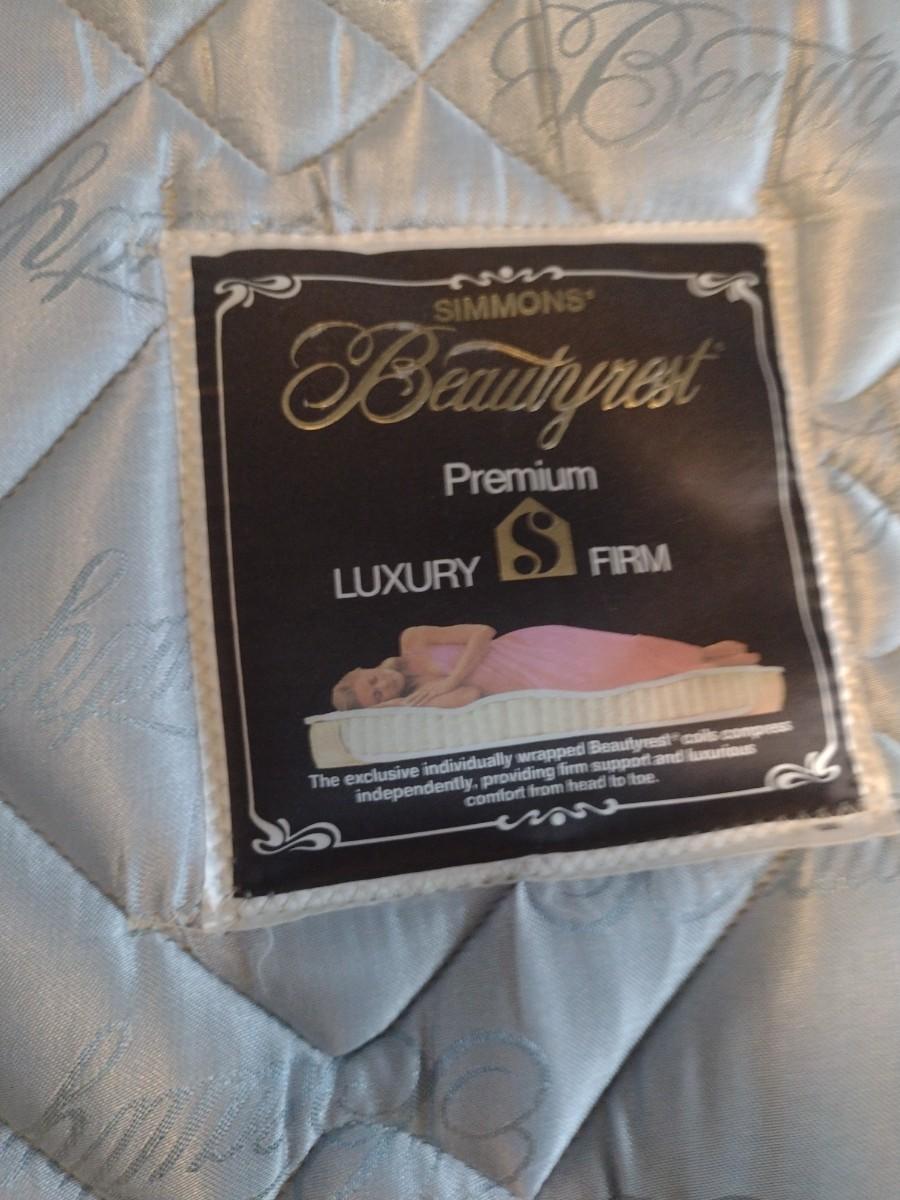 Beauty
SIMMONS®
Beautyrest®
Premium
LUXURY S FIRM
The exclusive individually wrapped Beautyrest® coils compress
independently, providing firm support and luxurious
comfort from head to toe.